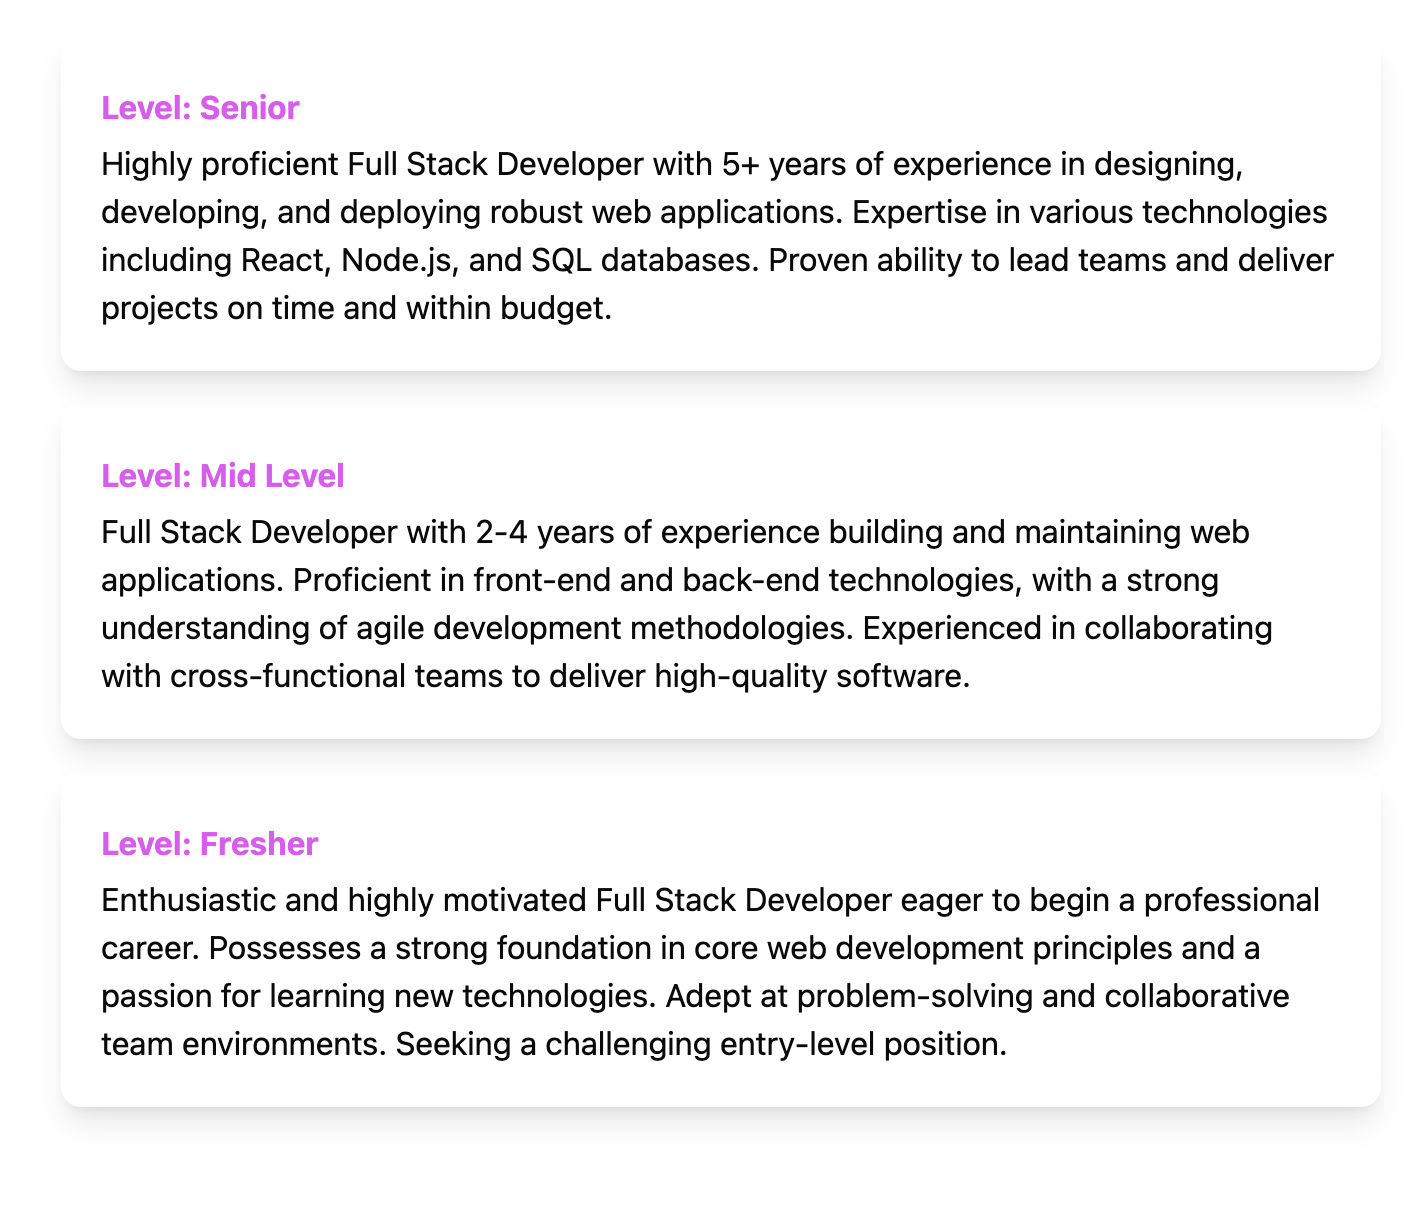 Level: Senior
Highly proficient Full Stack Developer with 5+ years of experience in designing,
developing, and deploying robust web applications. Expertise in various technologies
including React, Node.js, and SQL databases. Proven ability to lead teams and deliver
projects on time and within budget.
Level: Mid Level
Full Stack Developer with 2-4 years of experience building and maintaining web
applications. Proficient in front-end and back-end technologies, with a strong
understanding of agile development methodologies. Experienced in collaborating
with cross-functional teams to deliver high-quality software.
Level: Fresher
Enthusiastic and highly motivated Full Stack Developer eager to begin a professional
career. Possesses a strong foundation in core web development principles and a
passion for learning new technologies. Adept at problem-solving and collaborative
team environments. Seeking a challenging entry-level position.